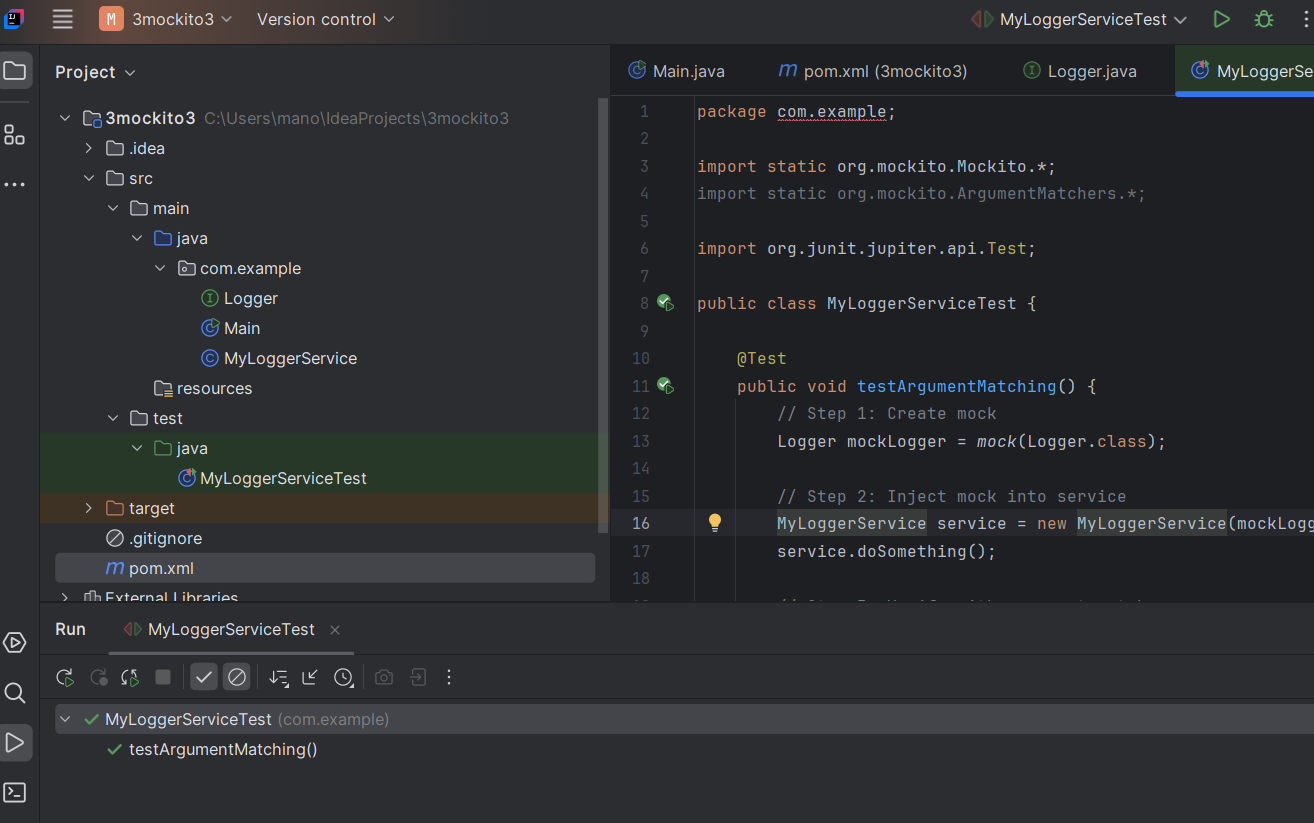 M 3mockito3 Version control MyLoggerServiceTest
Project
3mockito3 C:\Users\mano\IdeaProjects\3mockito3
.idea
src
main
java
com.example
Logger
Main
MyLoggerService
resources
test
java
MyLoggerServiceTest
target
.gitignore
pom.xml
External Libraries
Main.java pom.xml (3mockito3) Logger.java MyLoggerSe
1 package com.example;
2
3 import static org.mockito.Mockito.*;
4 import static org.mockito.ArgumentMatchers.*;
5
6 import org.junit.jupiter.api.Test;
7
8 public class MyLoggerServiceTest {
9
10 @Test
11 public void testArgumentMatching() {
12 // Step 1: Create mock
13 Logger mockLogger = mock(Logger.class);
14
15 // Step 2: Inject mock into service
16 MyLoggerService service = new MyLoggerService(mockLogg
17 service.doSomething();
18
Run MyLoggerServiceTest
MyLoggerServiceTest (com.example)
testArgumentMatching()